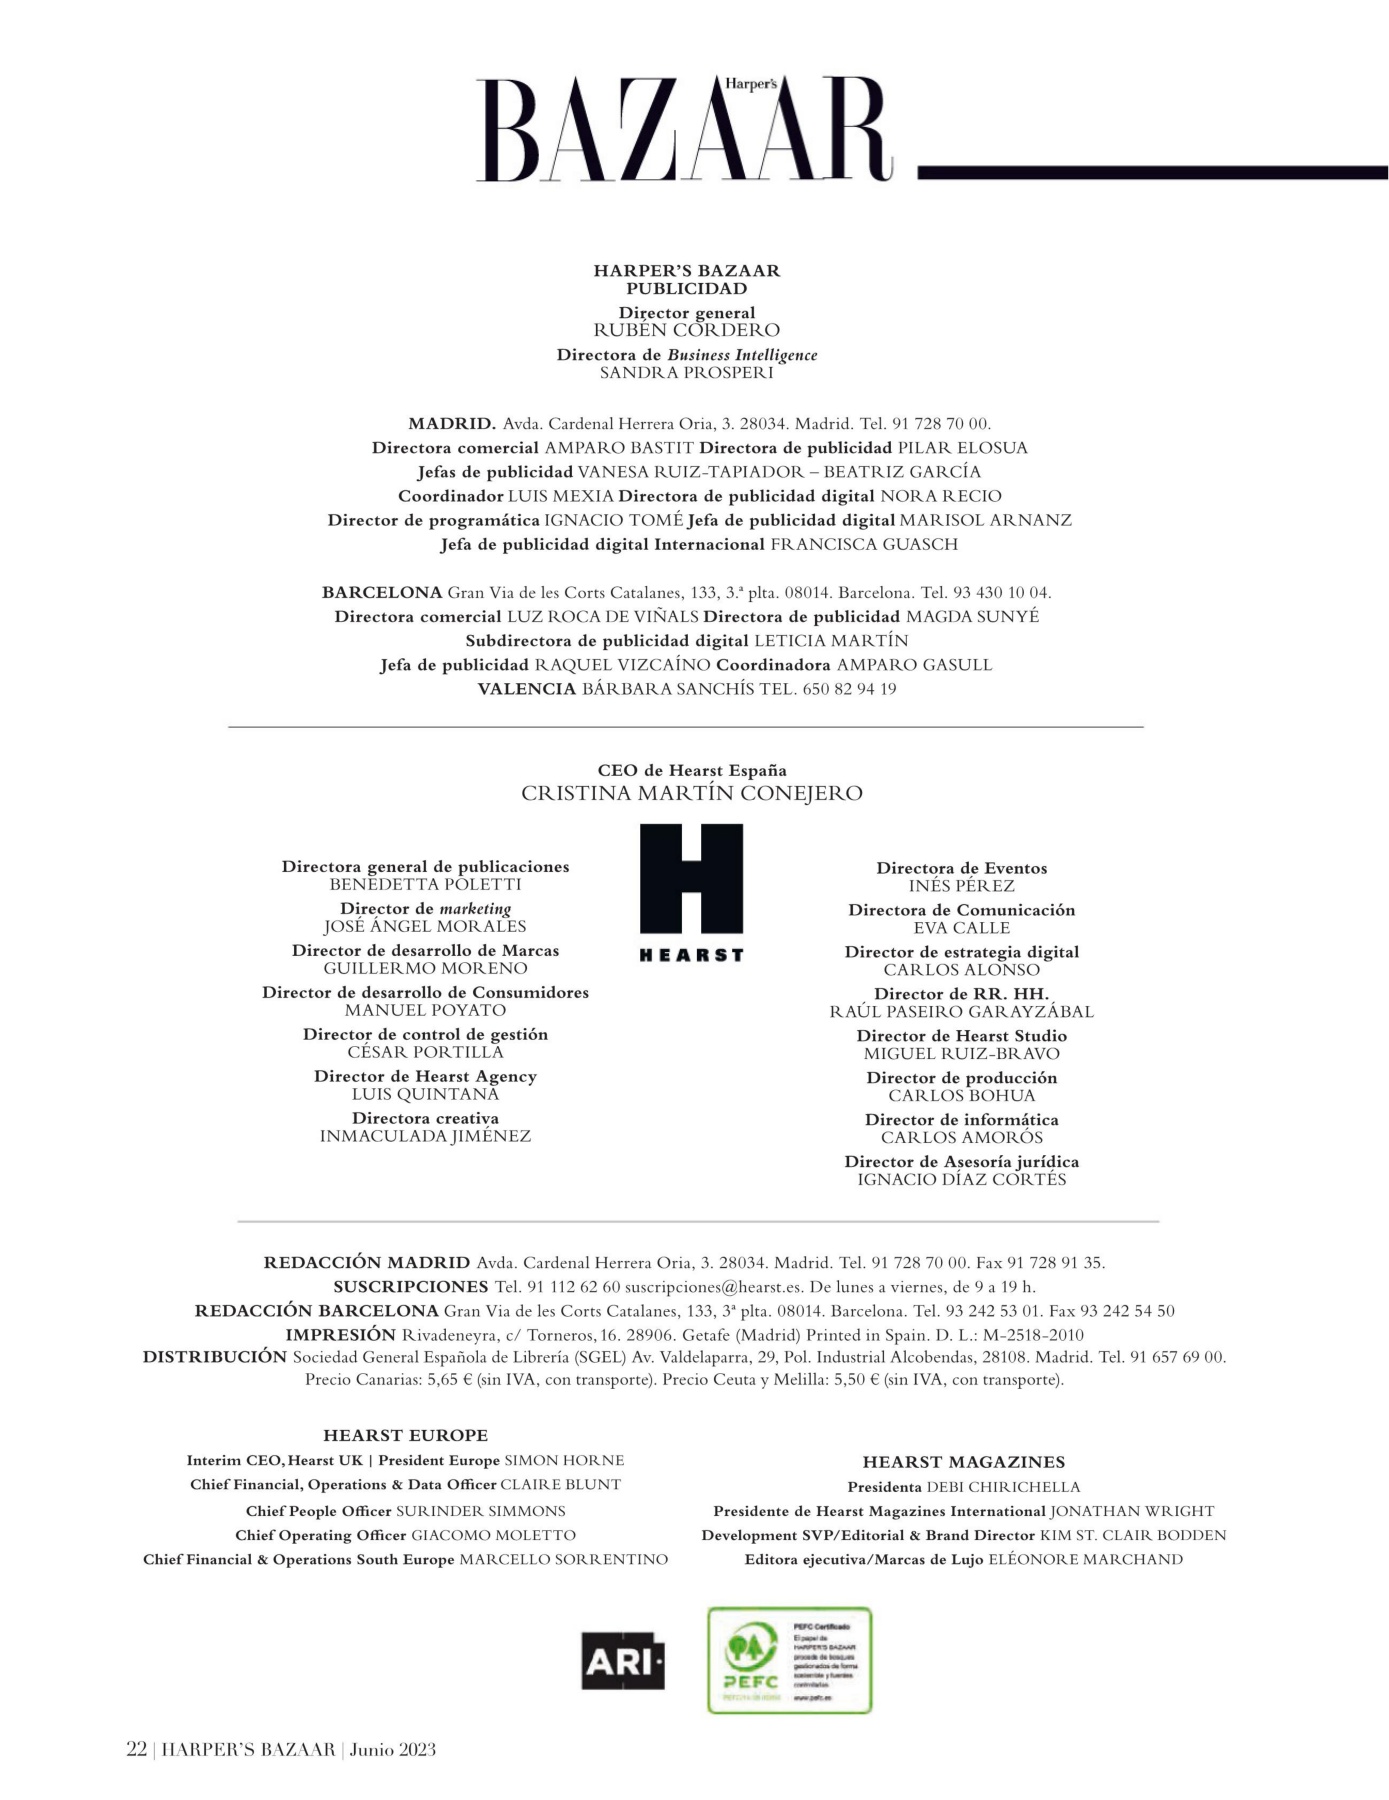 Harper's
BAZAAR
HARPER'S BAZAAR
PUBLICIDAD
Director general
RUBÉN CORDERO
Directora de Business Intelligence
SANDRA PROSPERI
MADRID. Avda. Cardenal Herrera Oria, 3. 28034. Madrid. Tel. 91 728 70 00.
Directora comercial AMPARO BASTIT Directora de publicidad PILAR ELOSUA
Jefas de publicidad VANESA RUIZ-TAPIADOR – BEATRIZ GARCÍA
Coordinador LUIS MEXIA Directora de publicidad digital NORA RECIO
Director de programática IGNACIO TOMÉ Jefa de publicidad digital MARISOL ARNANZ
Jefa de publicidad digital Internacional FRANCISCA GUASCH
BARCELONA Gran Via de les Corts Catalanes, 133, 3.ª plta. 08014. Barcelona. Tel. 93 430 10 04.
Directora comercial LUZ ROCA DE VIÑALS Directora de publicidad MAGDA SUNYÉ
Subdirectora de publicidad digital LETICIA MARTÍN
Jefa de publicidad RAQUEL VIZCAÍNO Coordinadora AMPARO GASULL
VALENCIA BÁRBARA SANCHÍS TEL. 650 82 94 19
CEO de Hearst España
CRISTINA MARTÍN CONEJERO
H
HEARST
Directora general de publicaciones
BENEDETTA POLETTI
Director de marketing
JOSÉ ÁNGEL MORALES
Director de desarrollo de Marcas
GUILLERMO MORENO
Director de desarrollo de Consumidores
MANUEL POYATO
Director de control de gestión
CÉSAR PORTILLA
Director de Hearst Agency
LUIS QUINTANA
Directora creativa
INMACULADA JIMÉNEZ
Directora de Eventos
INÉS PÉREZ
Directora de Comunicación
EVA CALLE
Director de estrategia digital
CARLOS ALONSO
Director de RR. HH.
RAÚL PASEIRO GARAYZÁBAL
Director de Hearst Studio
MIGUEL RUIZ-BRAVO
Director de producción
CARLOS BOHUA
Director de informática
CARLOS AMORÓS
Director de Asesoría jurídica
IGNACIO DÍAZ CORTÉS
REDACCIÓN MADRID Avda. Cardenal Herrera Oria, 3. 28034. Madrid. Tel. 91 728 70 00. Fax 91 728 91 35.
SUSCRIPCIONES Tel. 91 112 62 60 suscripciones@hearst.es. De lunes a viernes, de 9 a 19 h.
REDACCIÓN BARCELONA Gran Via de les Corts Catalanes, 133, 3ª plta. 08014. Barcelona. Tel. 93 242 53 01. Fax 93 242 54 50
IMPRESIÓN Rivadeneyra, c/ Torneros, 16. 28906. Getafe (Madrid) Printed in Spain. D. L.: M-2518-2010
DISTRIBUCIÓN Sociedad General Española de Librería (SGEL) Av. Valdelaparra, 29, Pol. Industrial Alcobendas, 28108. Madrid. Tel. 91 657 69 00.
Precio Canarias: 5,65 € (sin IVA, con transporte). Precio Ceuta y Melilla: 5,50 € (sin IVA, con transporte).
HEARST EUROPE
Interim CEO, Hearst UK | President Europe SIMON HORNE
Chief Financial, Operations & Data Officer CLAIRE BLUNT
Chief People Officer SURINDER SIMMONS
Chief Operating Officer GIACOMO MOLETTO
Chief Financial & Operations South Europe MARCELLO SORRENTINO
HEARST MAGAZINES
Presidenta DEBI CHIRICHELLA
Presidente de Hearst Magazines International JONATHAN WRIGHT
Development SVP/Editorial & Brand Director KIM ST. CLAIR BODDEN
Editora ejecutiva/Marcas de Lujo ELÉONORE MARCHAND
ARI
PEFC
PEFC Certificado
El papel de
HARPER'S BAZAAR
procede de bosques
gestionados de forma
sostenible y fuentes
controladas
www.pefc.es
22 | HARPER'S BAZAAR | Junio 2023